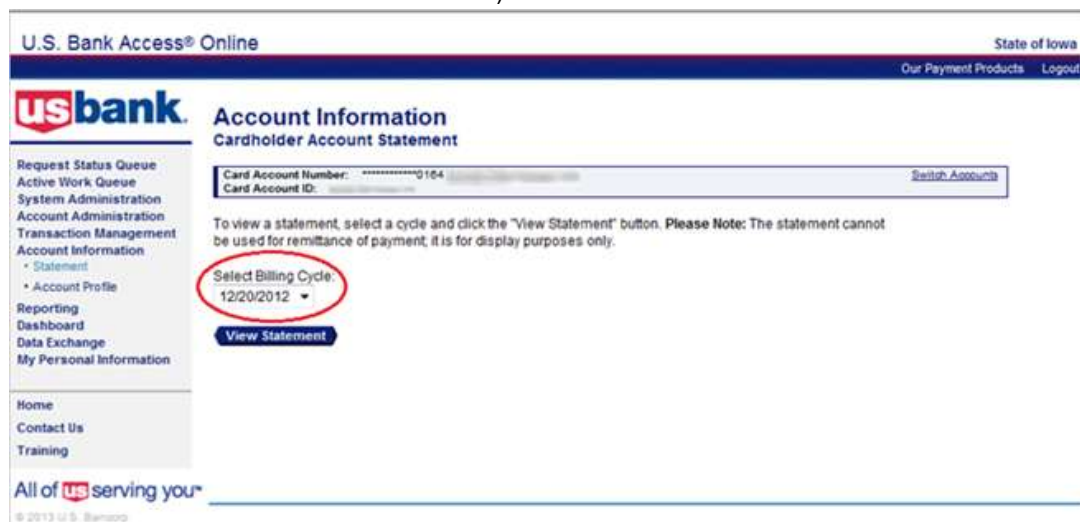 U.S. Bank Access® Online
State of Iowa
Our Payment Products Logout
usbank.
Account Information
Cardholder Account Statement
Request Status Queue
Active Work Queue
System Administration
Account Administration
Transaction Management
Account Information
• Statement
• Account Profile
Reporting
Dashboard
Data Exchange
My Personal Information
Home
Contact Us
Training
All of us serving you℠
© 2013 U.S. Bancorp
Card Account Number: ************0164
Card Account ID:
Switch Accounts
To view a statement, select a cycle and click the "View Statement" button. Please Note: The statement cannot
be used for remittance of payment; it is for display purposes only.
Select Billing Cycle:
12/20/2012
View Statement